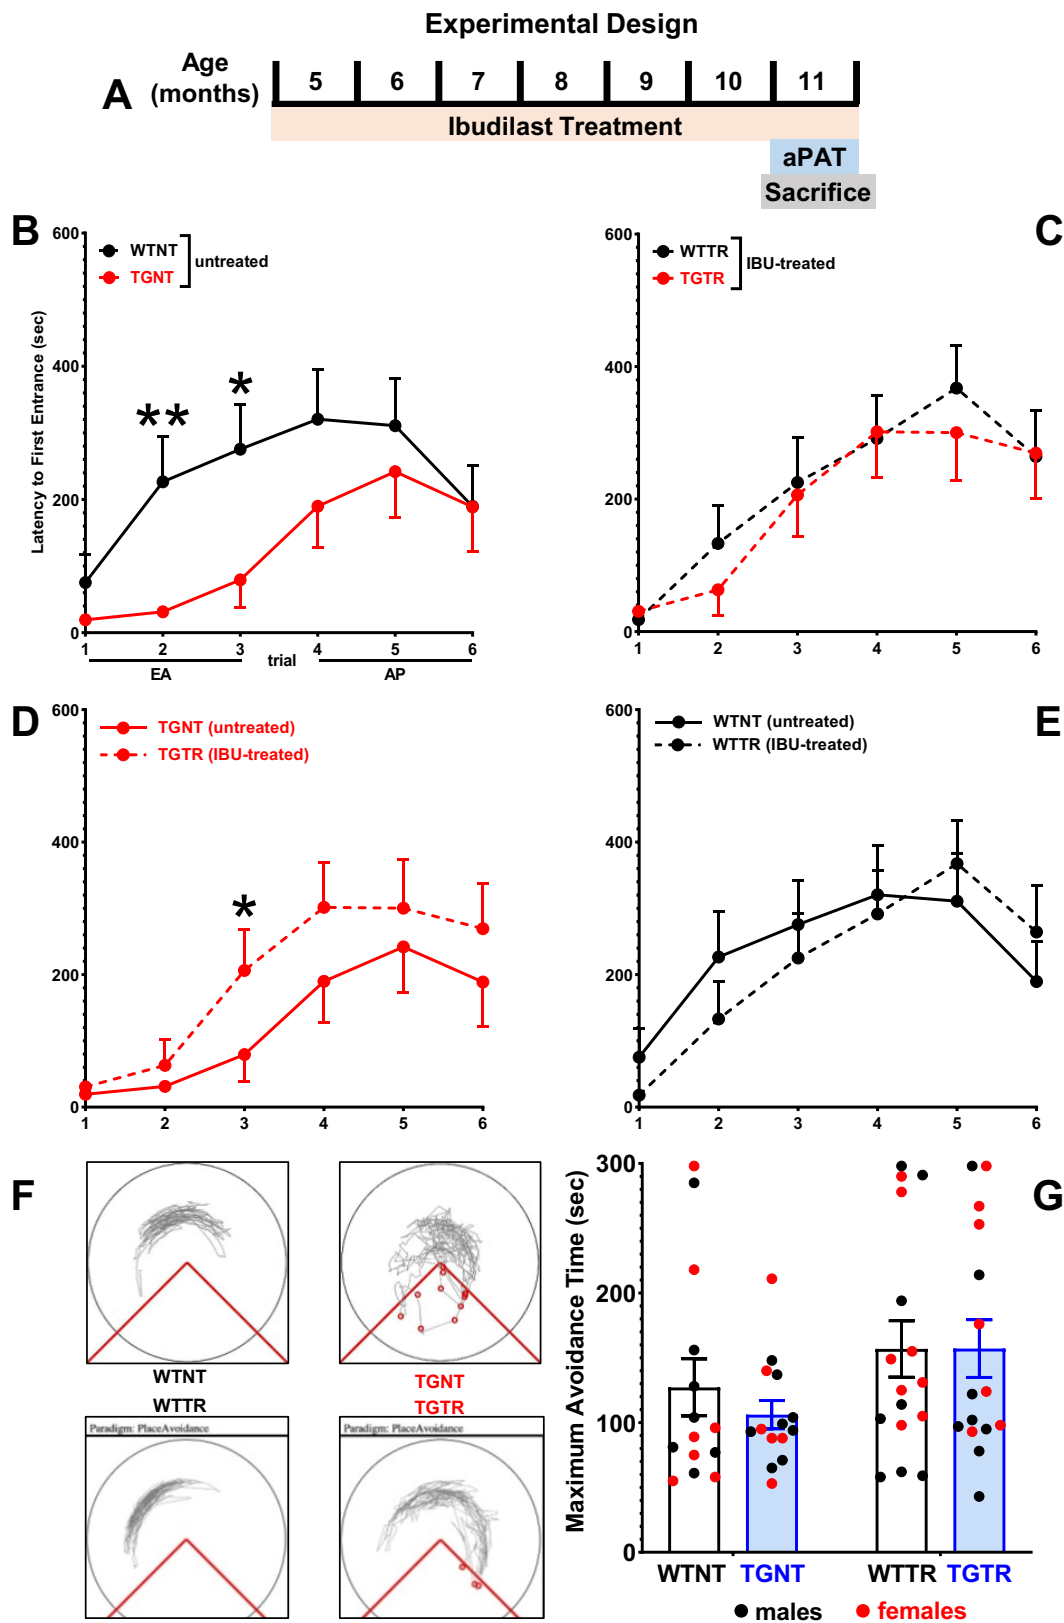 Experimental Design
Age
(months)
5 6 7 8 9 10 11
A
Ibudilast Treatment
aPAT
Sacrifice
B
600
400
200
0
Latency to First Entrance (sec)
WTNT
TGNT
untreated
**
*
1 2 3 4 5 6
EA
trial
AP
C
600
400
200
0
WTTR
TGTR
IBU-treated
1 2 3 4 5 6
D
600
400
200
0
TGNT (untreated)
TGTR (IBU-treated)
*
1 2 3 4 5 6
E
600
400
200
0
WTNT (untreated)
WTTR (IBU-treated)
1 2 3 4 5 6
F
WTNT
TGNT
WTTR
TGTR
Paradigm: PlaceAvoidance
Paradigm: PlaceAvoidance
G
Maximum Avoidance Time (sec)
300
200
100
0
WTNT TGNT WTTR TGTR
males females